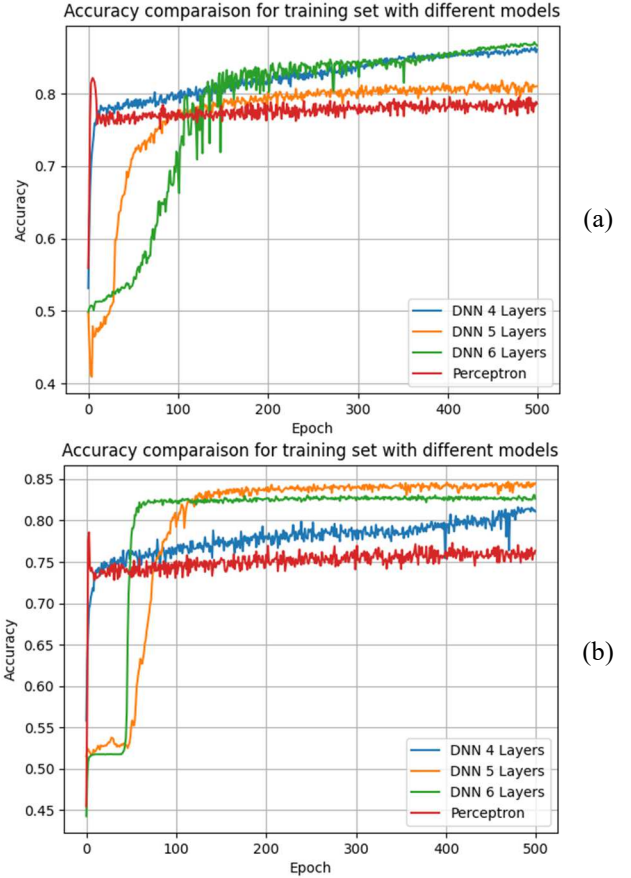 Accuracy comparaison for training set with different models
0.8
0.7
0.6
0.5
0.4
Accuracy
0
100
200
300
400
500
Epoch
DNN 4 Layers
DNN 5 Layers
DNN 6 Layers
Perceptron
(a)
Accuracy comparaison for training set with different models
0.85
0.80
0.75
0.70
0.65
0.60
0.55
0.50
0.45
Accuracy
0
100
200
300
400
500
Epoch
DNN 4 Layers
DNN 5 Layers
DNN 6 Layers
Perceptron
(b)